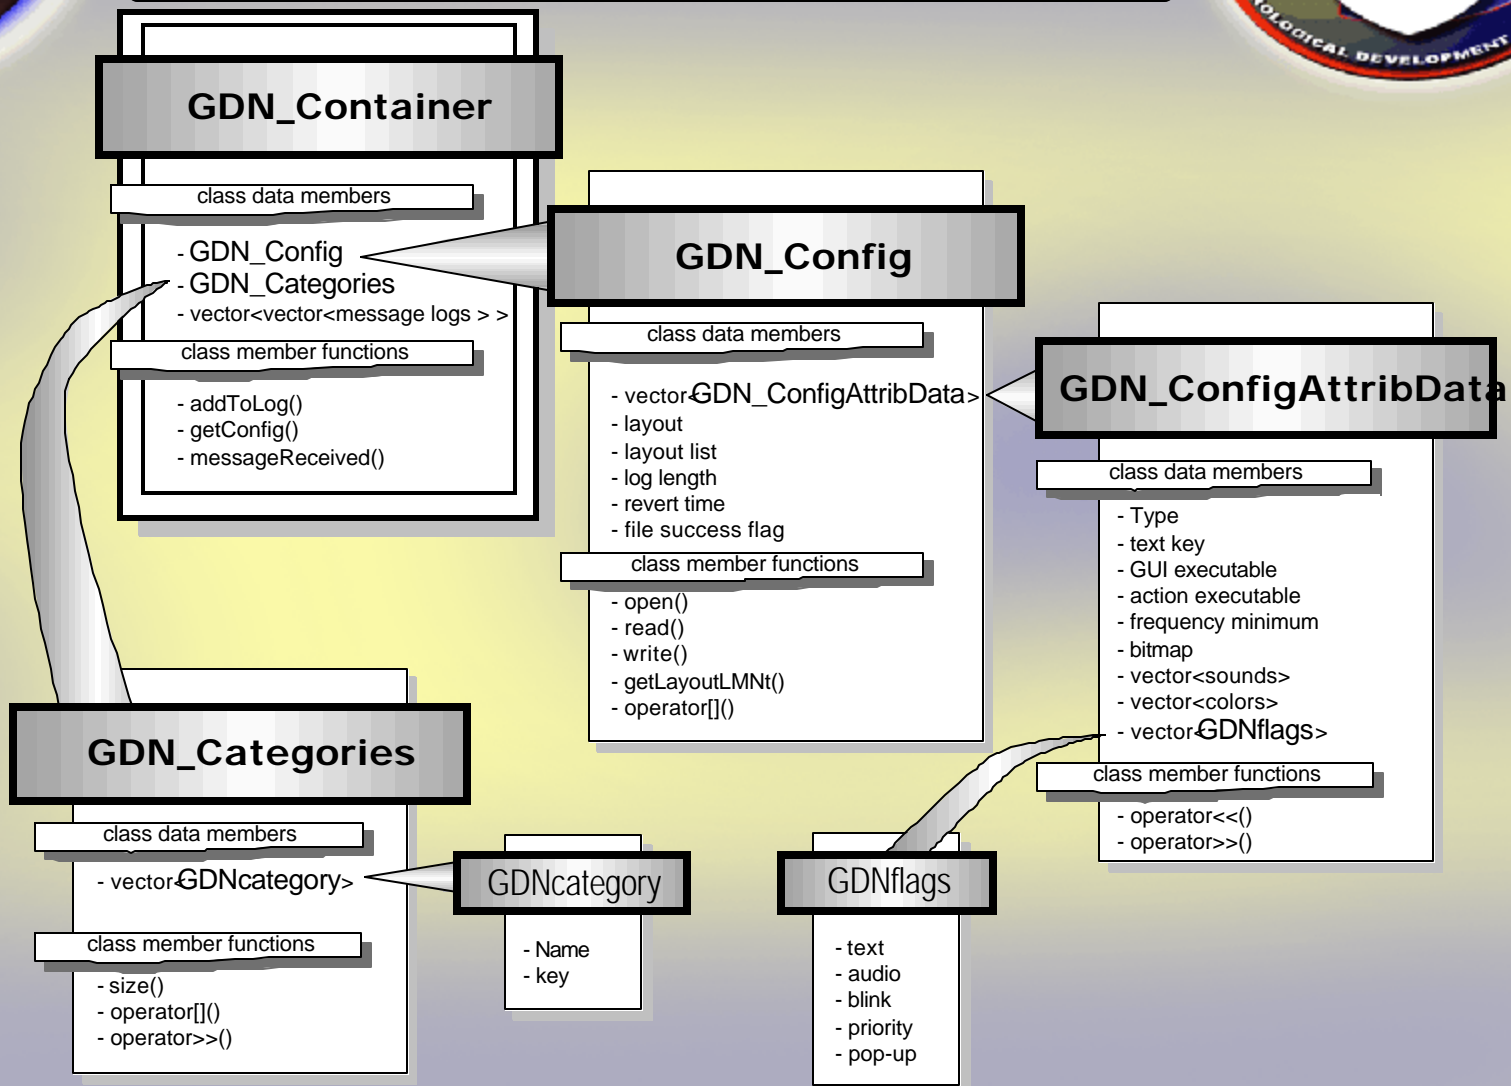 OLOGICAL DEVELOPMENT
GDN_Container
class data members
- GDN_Config
- GDN_Categories
- vector<vector<message logs > >
class member functions
- addToLog()
- getConfig()
- messageReceived()
GDN_Config
class data members
- vector<GDN_ConfigAttribData>
- layout
- layout list
- log length
- revert time
- file success flag
class member functions
- open()
- read()
- write()
- getLayoutLMNt()
- operator[]()
GDN_ConfigAttribData
class data members
- Type
- text key
- GUI executable
- action executable
- frequency minimum
- bitmap
- vector<sounds>
- vector<colors>
- vector<GDNflags>
class member functions
- operator<<()
- operator>>()
GDN_Categories
class data members
- vector<GDNcategory>
class member functions
- size()
- operator[]()
- operator>>()
GDNcategory
- Name
- key
GDNflags
- text
- audio
- blink
- priority
- pop-up